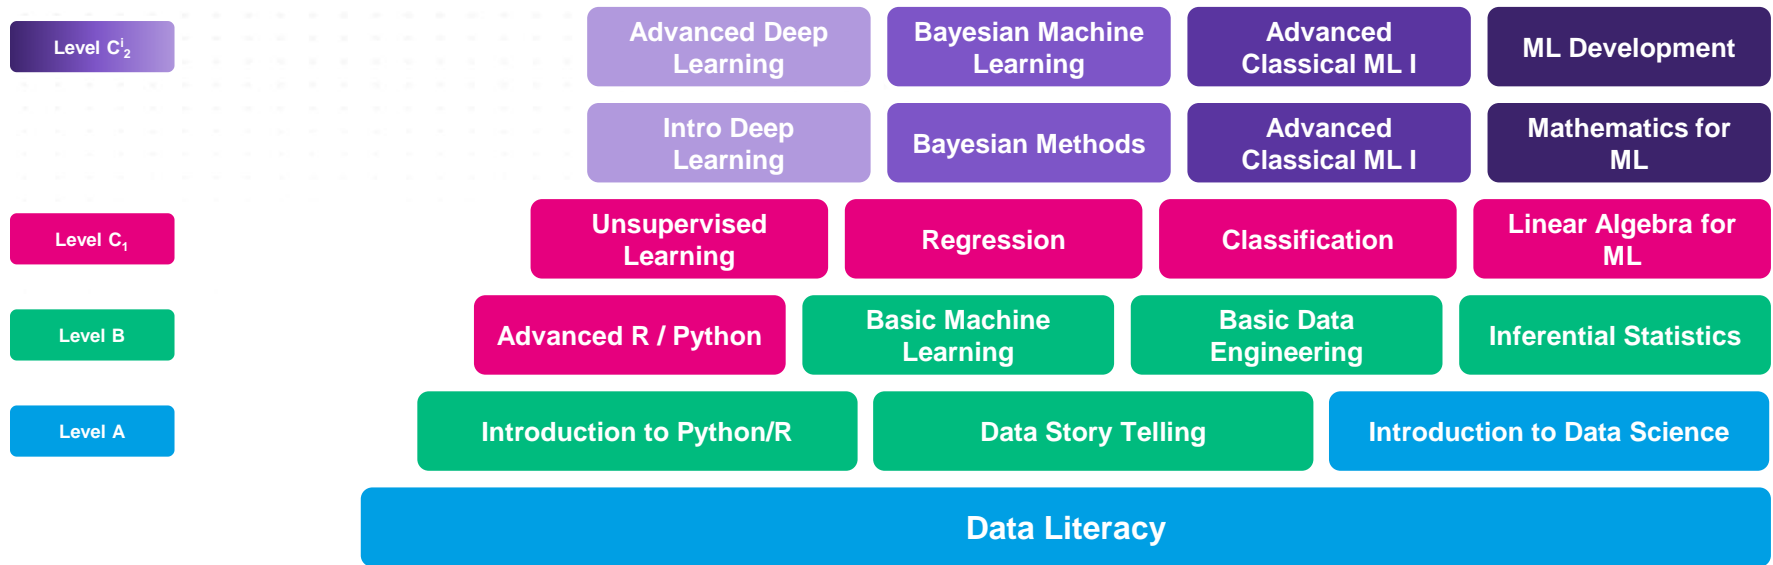 Level C₂ⁱ
Advanced Deep
Learning
Bayesian Machine
Learning
Advanced
Classical ML I
ML Development
Intro Deep
Learning
Bayesian Methods
Advanced
Classical ML I
Mathematics for
ML
Level C₁
Unsupervised
Learning
Regression
Classification
Linear Algebra for
ML
Level B
Advanced R / Python
Basic Machine
Learning
Basic Data
Engineering
Inferential Statistics
Level A
Introduction to Python/R
Data Story Telling
Introduction to Data Science
Data Literacy